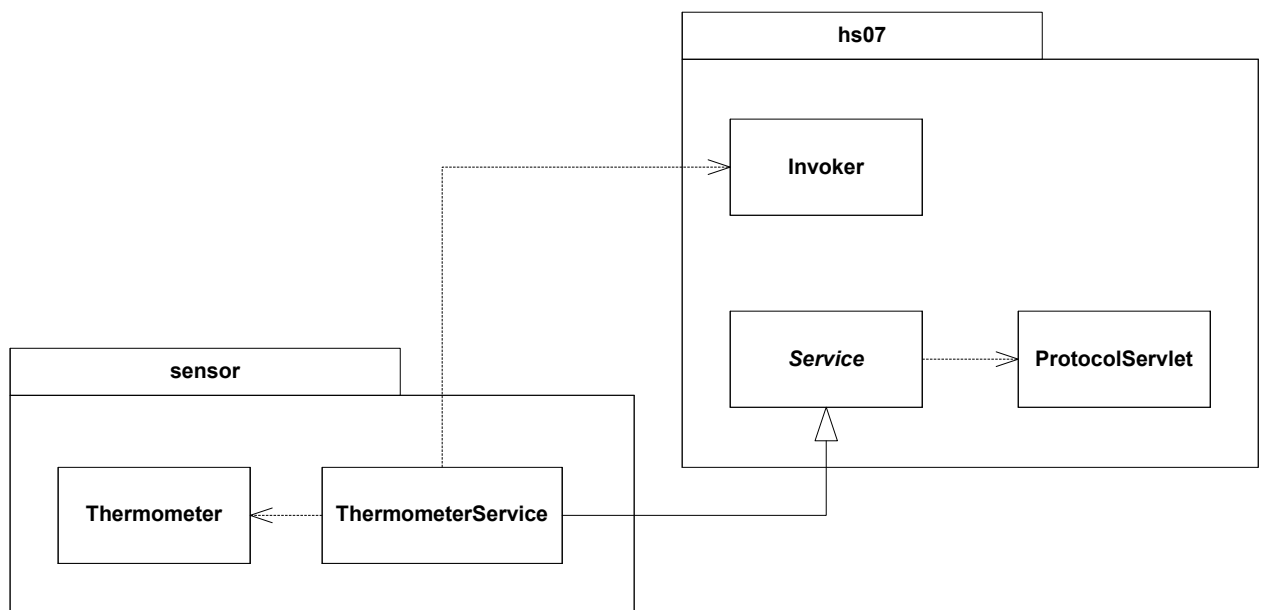 hs07
Invoker
Service
ProtocolServlet
sensor
Thermometer
ThermometerService